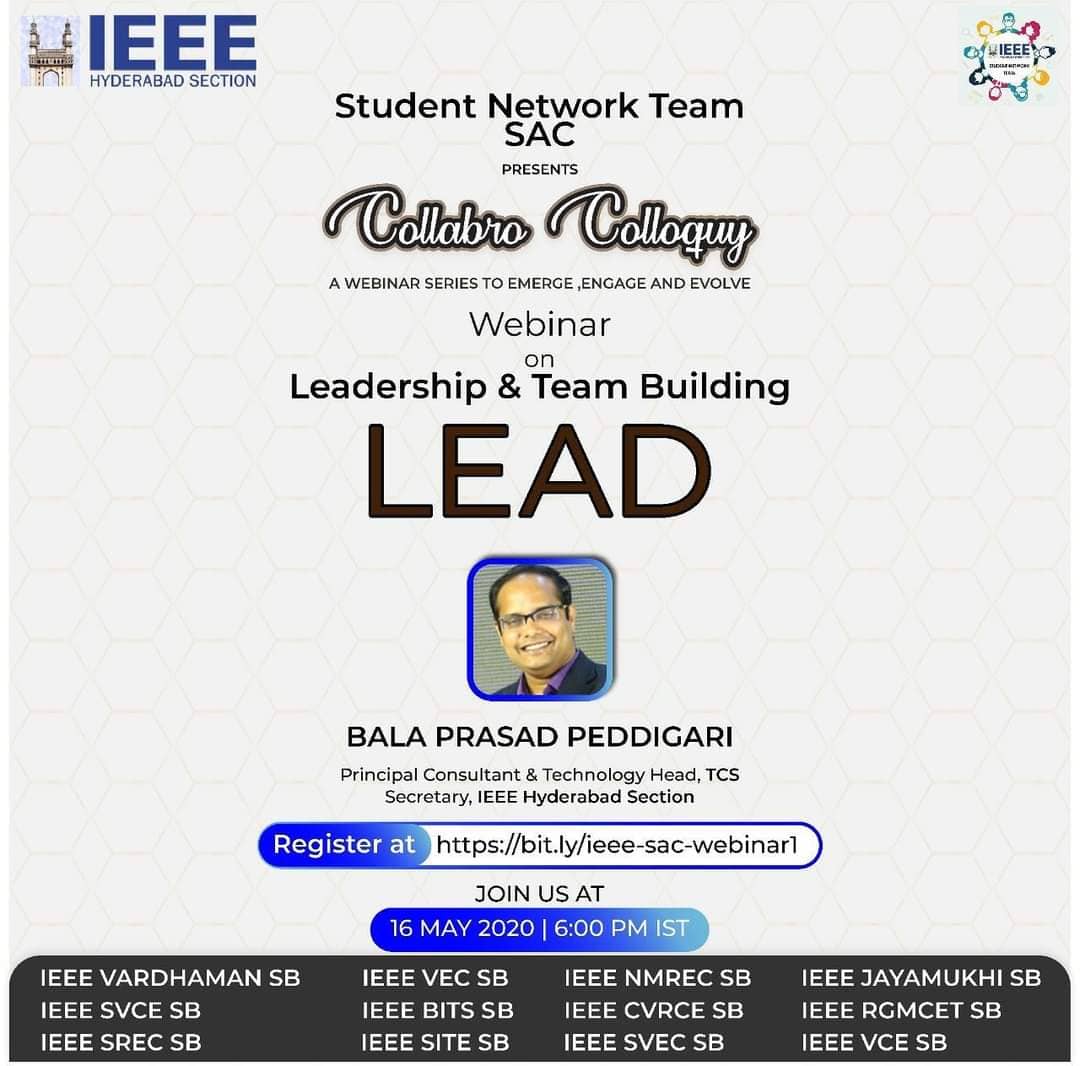 IEEE
HYDERABAD SECTION
IEEE
Student Network Team
SAC
PRESENTS
Collabro Colloquy
A WEBINAR SERIES TO EMERGE ,ENGAGE AND EVOLVE
Webinar
on
Leadership & Team Building
LEAD
BALA PRASAD PEDDIGARI
Principal Consultant & Technology Head, TCS
Secretary, IEEE Hyderabad Section
Register at https://bit.ly/ieee-sac-webinar1
JOIN US AT
16 MAY 2020 | 6:00 PM IST
IEEE VARDHAMAN SB IEEE VEC SB IEEE NMREC SB IEEE JAYAMUKHI SB
IEEE SVCE SB IEEE BITS SB IEEE CVRCE SB IEEE RGMCET SB
IEEE SREC SB IEEE SITE SB IEEE SVEC SB IEEE VCE SB